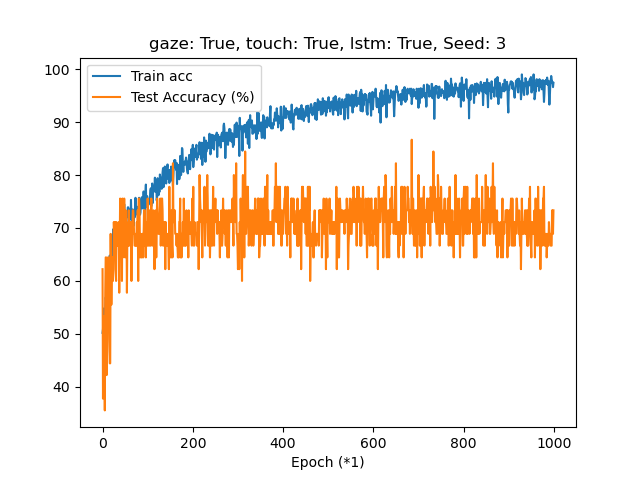 gaze: True, touch: True, lstm: True, Seed: 3
Train acc
Test Accuracy (%)
100
90
80
70
60
50
40
0 200 400 600 800 1000
Epoch (*1)